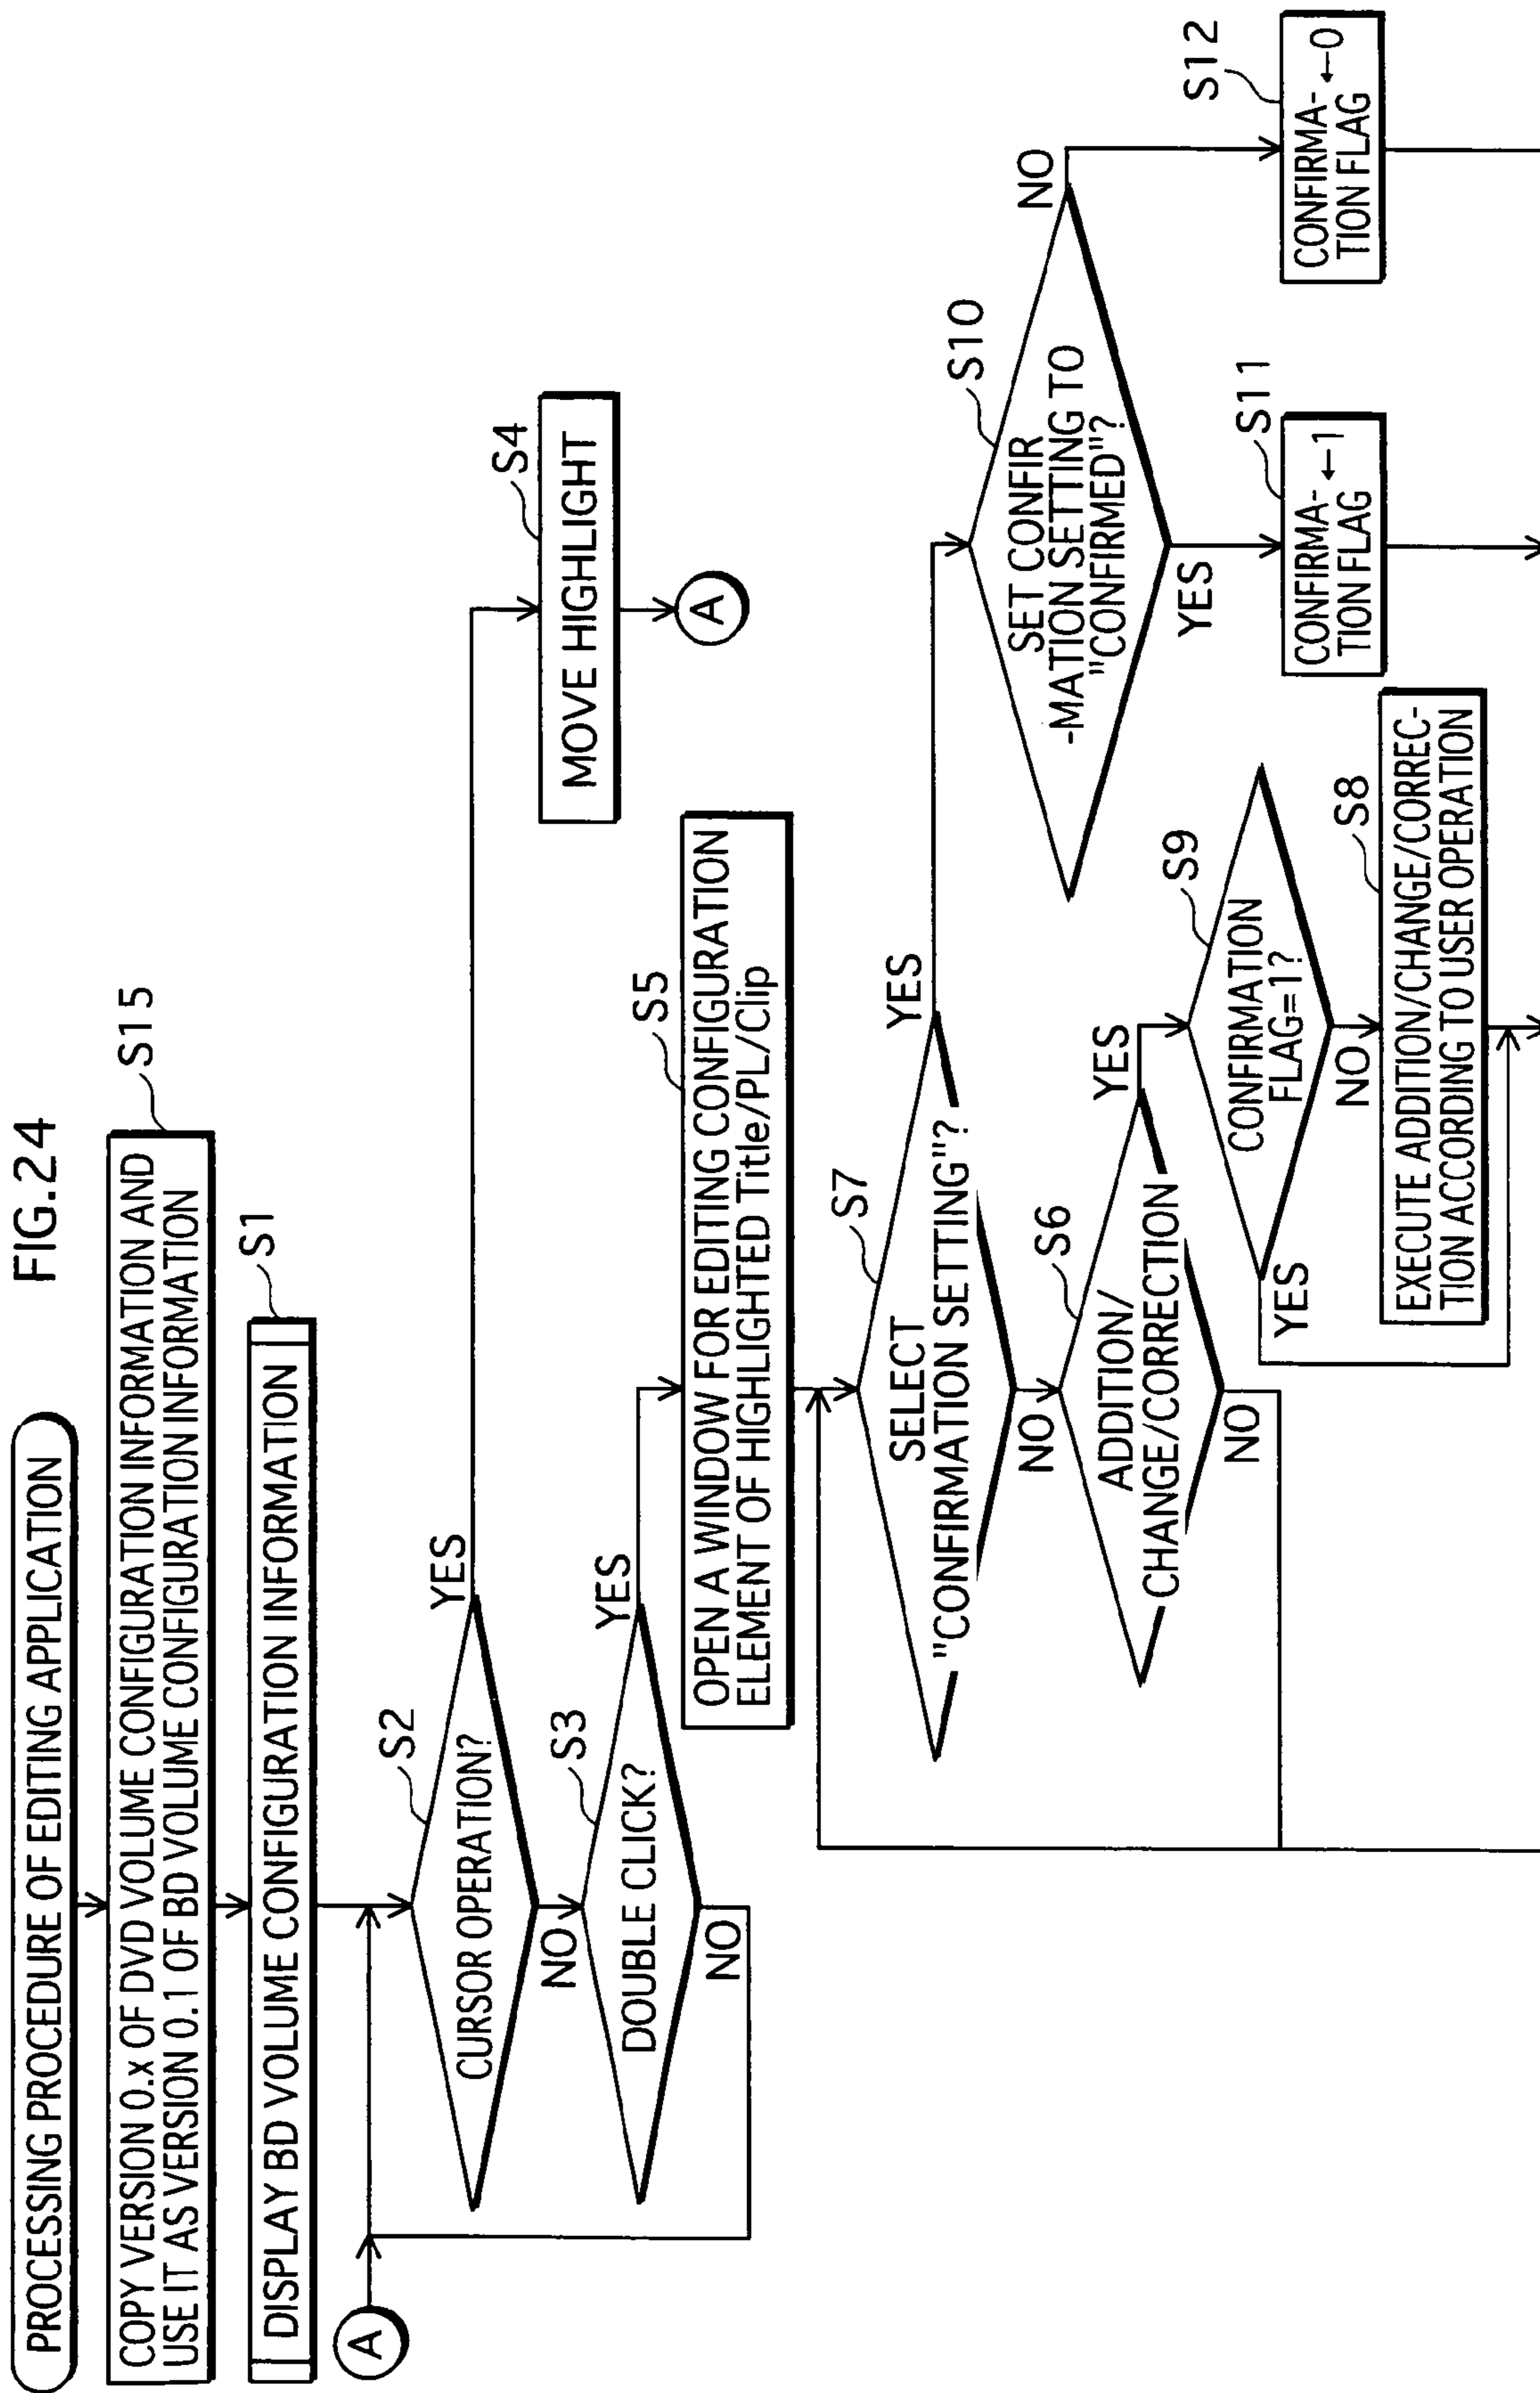 FIG.24
PROCESSING PROCEDURE OF EDITING APPLICATION
S15
COPY VERSION 0.x OF DVD VOLUME CONFIGURATION INFORMATION AND
USE IT AS VERSION 0.1 OF BD VOLUME CONFIGURATION INFORMATION
S1
DISPLAY BD VOLUME CONFIGURATION INFORMATION
A
S2
CURSOR OPERATION?
YES
NO
S3
DOUBLE CLICK?
YES
NO
S4
MOVE HIGHLIGHT
A
S5
OPEN A WINDOW FOR EDITING CONFIGURATION
ELEMENT OF HIGHLIGHTED Title/PL/Clip
S7
SELECT
"CONFIRMATION SETTING"?
YES
NO
S6
ADDITION/
CHANGE/CORRECTION
YES
NO
S9
CONFIRMATION
FLAG=1?
YES
NO
S8
EXECUTE ADDITION/CHANGE/CORREC-
TION ACCORDING TO USER OPERATION
S10
SET CONFIR
-MATION SETTING TO
"CONFIRMED"?
NO
YES
S11
CONFIRMA- ←1
TION FLAG
S12
CONFIRMA- ←0
TION FLAG